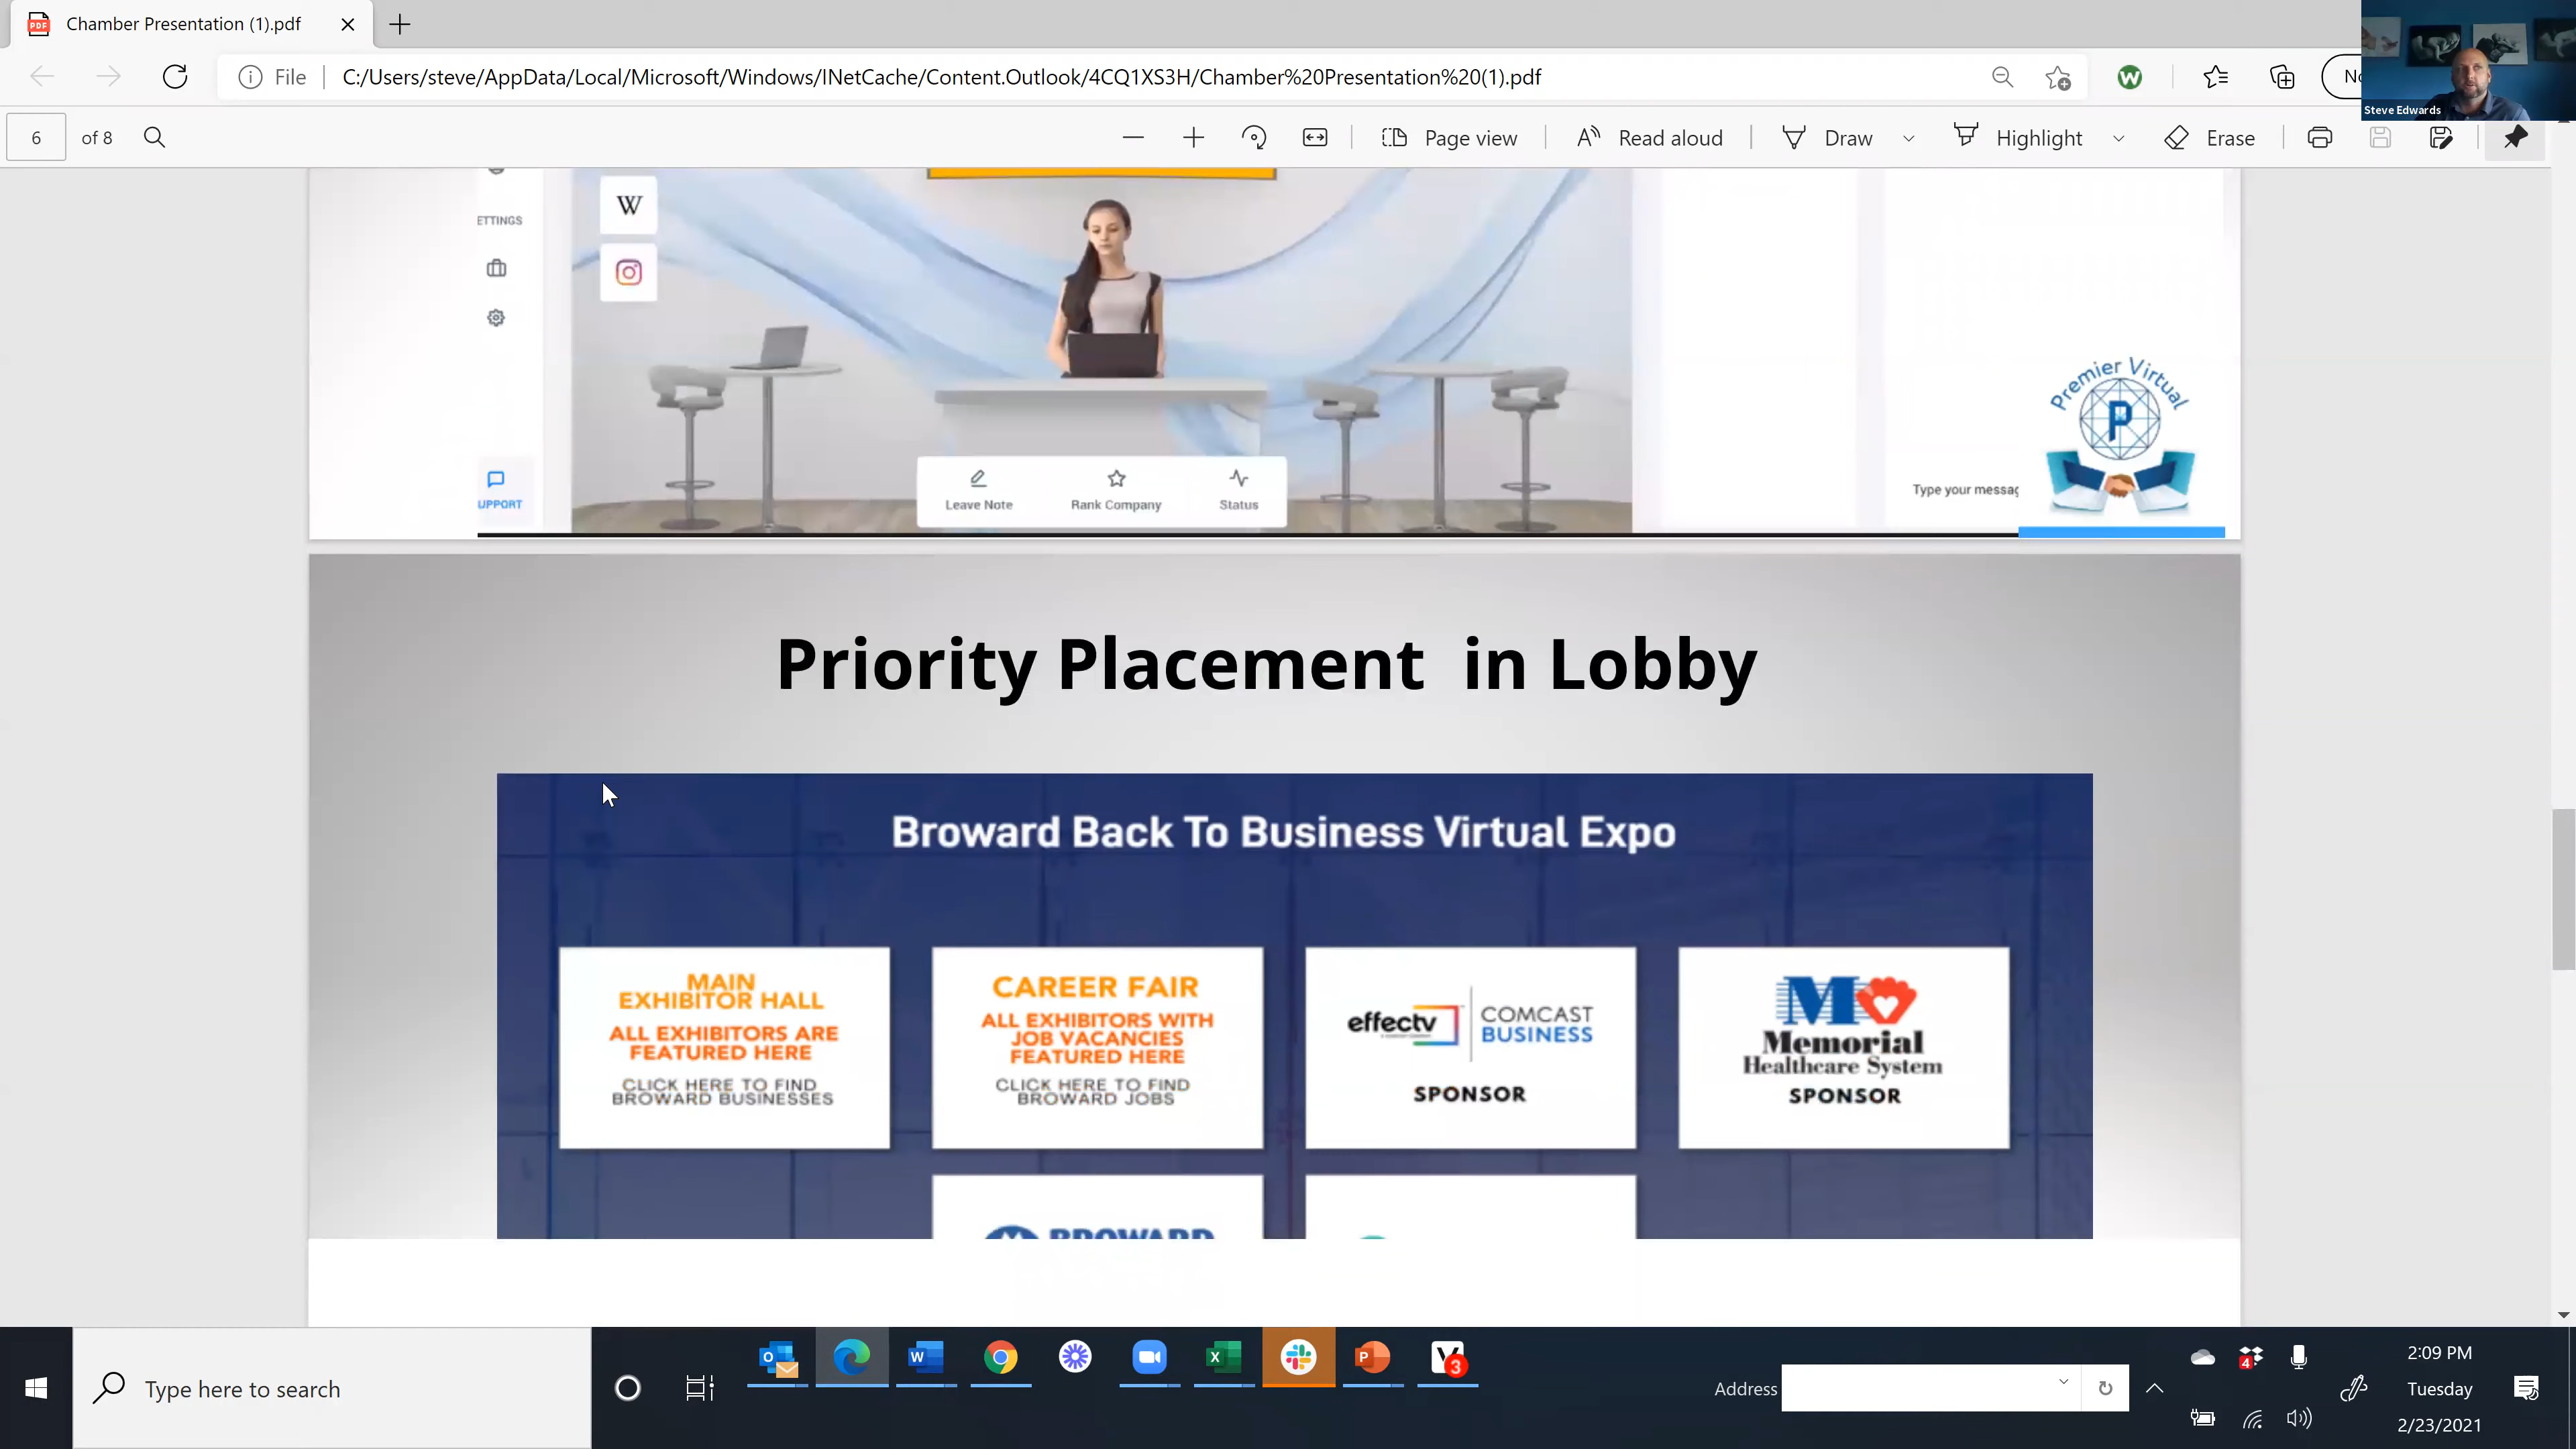 Chamber Presentation (1).pdf
File
C:/Users/steve/AppData/Local/Microsoft/Windows/INetCache/Content.Outlook/4CQ1XS3H/Chamber%20Presentation%20(1).pdf
Steve Edwards
6 of 8
Page view
Read aloud
Draw
Highlight
Erase
W
ETTINGS
Premier Virtual
P
UPPORT
Leave Note
Rank Company
Status
Type your messag
Priority Placement in Lobby
Broward Back To Business Virtual Expo
MAIN
EXHIBITOR HALL
ALL EXHIBITORS ARE
FEATURED HERE
CLICK HERE TO FIND
BROWARD BUSINESSES
CAREER FAIR
ALL EXHIBITORS WITH
JOB VACANCIES
FEATURED HERE
CLICK HERE TO FIND
BROWARD JOBS
effectv
COMCAST
BUSINESS
SPONSOR
M
Memorial
Healthcare System
SPONSOR
BROWARD
Type here to search
Address
3
4
2:09 PM
Tuesday
2/23/2021